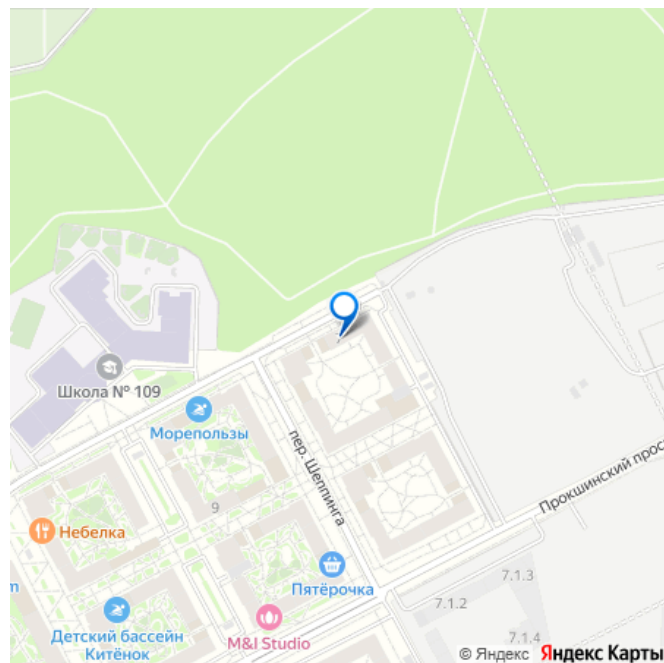 Школа № 109
Морепользы
пер. Шеппинга
Прокшинский прос
9
Небелка
m
Пятёрочка
7.1.3
7.1.2
Детский бассейн
Китёнок
M&I Studio
7.1.4
© Яндекс Яндекс Карты